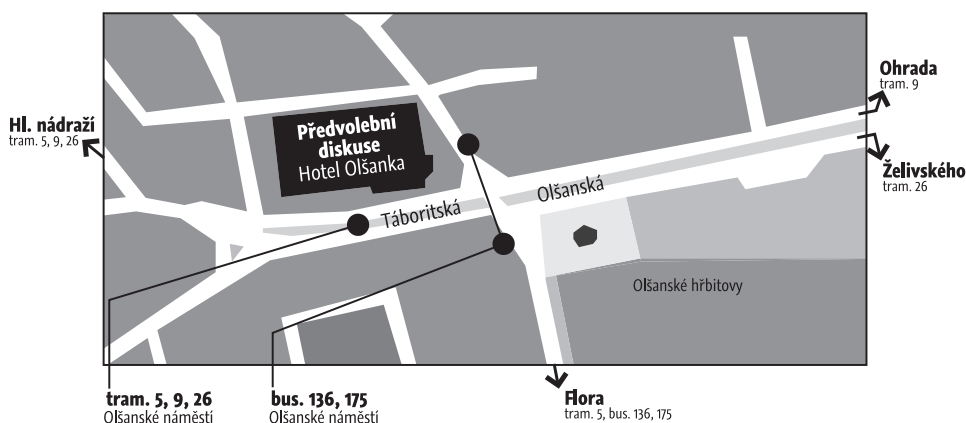 Ohrada
tram. 9
Hl. nádraží
tram. 5, 9, 26
Předvolební
diskuse
Hotel Olšanka
Želivského
tram. 26
Táboritská
Olšanská
Olšanské hřbitovy
tram. 5, 9, 26
Olšanské náměstí
bus. 136, 175
Olšanské náměstí
Flora
tram. 5, bus. 136, 175